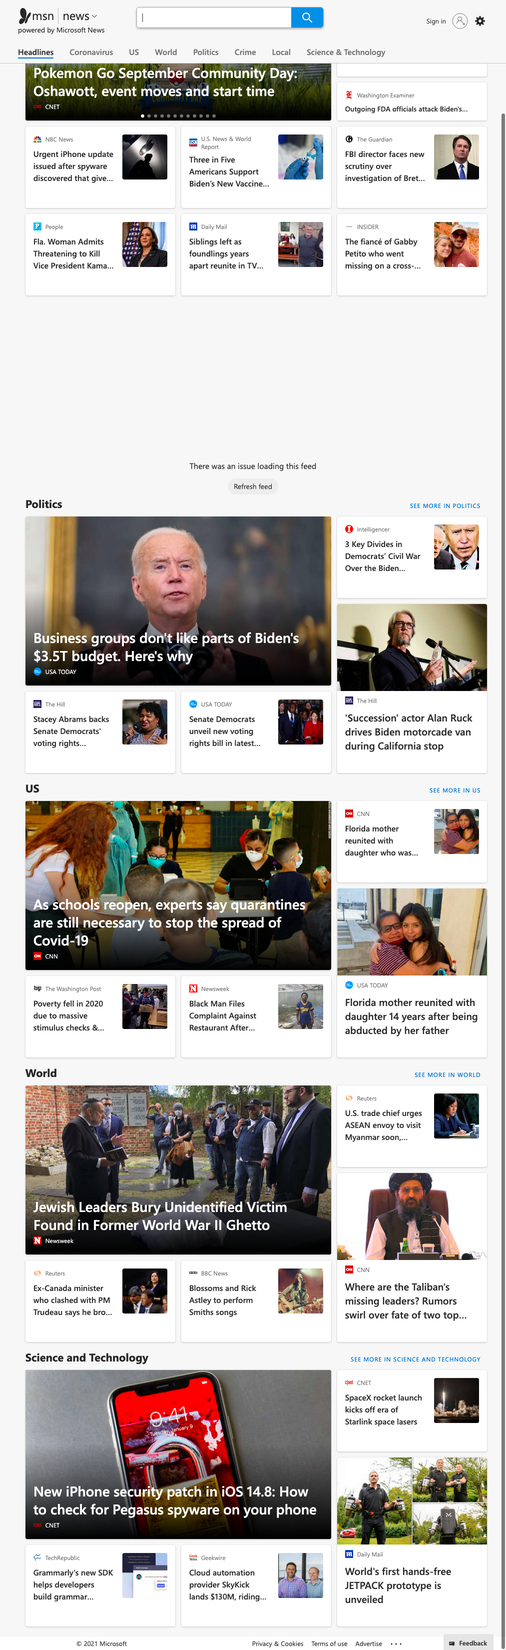 msn | news
powered by Microsoft News
Sign in
Headlines
Coronavirus
US
World
Politics
Crime
Local
Science & Technology
Pokemon Go September Community Day:
Oshawott, event moves and start time
CNET
Washington Examiner
Outgoing FDA officials attack Biden's...
NBC News
Urgent iPhone update
issued after spyware
discovered that give...
U.S. News & World
Report
Three in Five
Americans Support
Biden's New Vaccine...
The Guardian
FBI director faces new
scrutiny over
investigation of Bret...
People
Fla. Woman Admits
Threatening to Kill
Vice President Kama...
Daily Mail
Siblings left as
foundlings years
apart reunite in TV...
INSIDER
The fiancé of Gabby
Petito who went
missing on a cross-...
There was an issue loading this feed
Refresh feed
Politics
SEE MORE IN POLITICS
Business groups don't like parts of Biden's
$3.5T budget. Here's why
USA TODAY
Intelligencer
3 Key Divides in
Democrats' Civil War
Over the Biden...
The Hill
'Succession' actor Alan Ruck
drives Biden motorcade van
during California stop
The Hill
Stacey Abrams backs
Senate Democrats'
voting rights...
USA TODAY
Senate Democrats
unveil new voting
rights bill in latest...
US
SEE MORE IN US
As schools reopen, experts say quarantines
are still necessary to stop the spread of
Covid-19
CNN
CNN
Florida mother
reunited with
daughter who was...
USA TODAY
Florida mother reunited with
daughter 14 years after being
abducted by her father
The Washington Post
Poverty fell in 2020
due to massive
stimulus checks &...
Newsweek
Black Man Files
Complaint Against
Restaurant After...
World
SEE MORE IN WORLD
Jewish Leaders Bury Unidentified Victim
Found in Former World War II Ghetto
Newsweek
Reuters
U.S. trade chief urges
ASEAN envoy to visit
Myanmar soon,...
CNN
Where are the Taliban's
missing leaders? Rumors
swirl over fate of two top...
Reuters
Ex-Canada minister
who clashed with PM
Trudeau says he bro...
BBC News
Blossoms and Rick
Astley to perform
Smiths songs
Science and Technology
SEE MORE IN SCIENCE AND TECHNOLOGY
9:41
New iPhone security patch in iOS 14.8: How
to check for Pegasus spyware on your phone
CNET
CNET
SpaceX rocket launch
kicks off era of
Starlink space lasers
Daily Mail
World's first hands-free
JETPACK prototype is
unveiled
TechRepublic
Grammarly's new SDK
helps developers
build grammar...
Geekwire
Cloud automation
provider SkyKick
lands $130M, riding...
© 2021 Microsoft
Privacy & Cookies
Terms of use
Advertise
Feedback